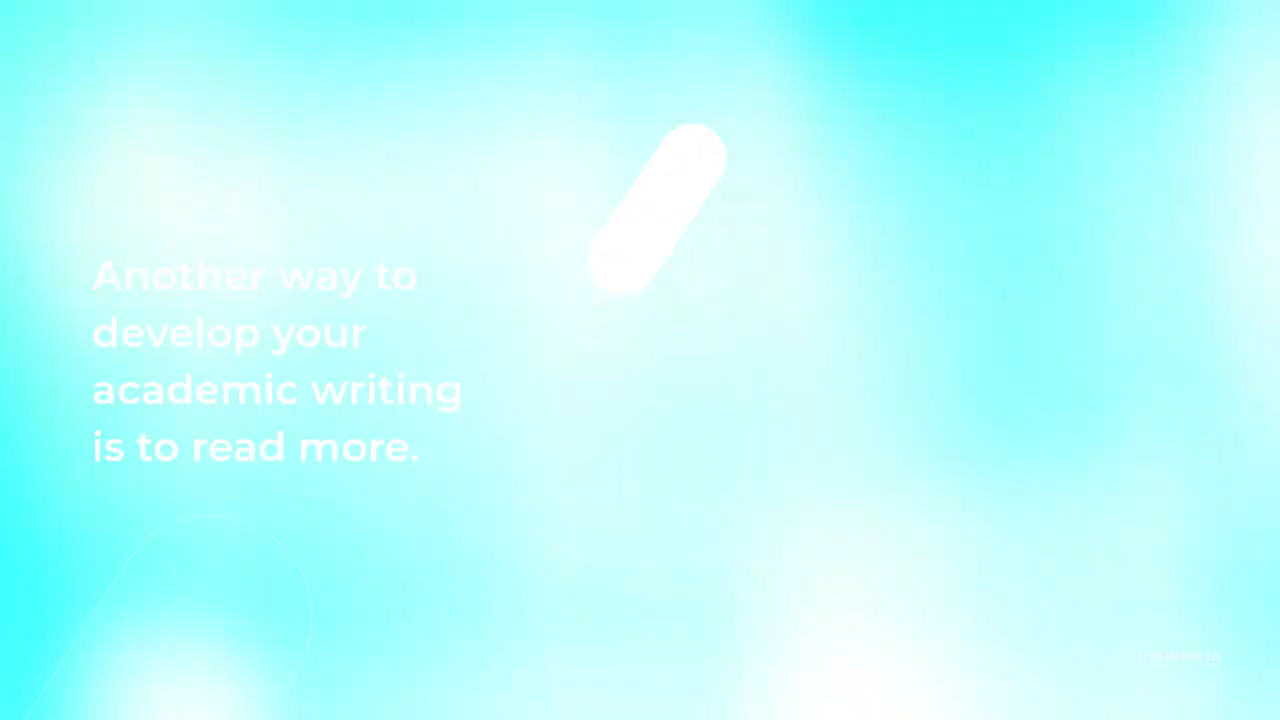 Another way to
develop your
academic writing
is to read more.